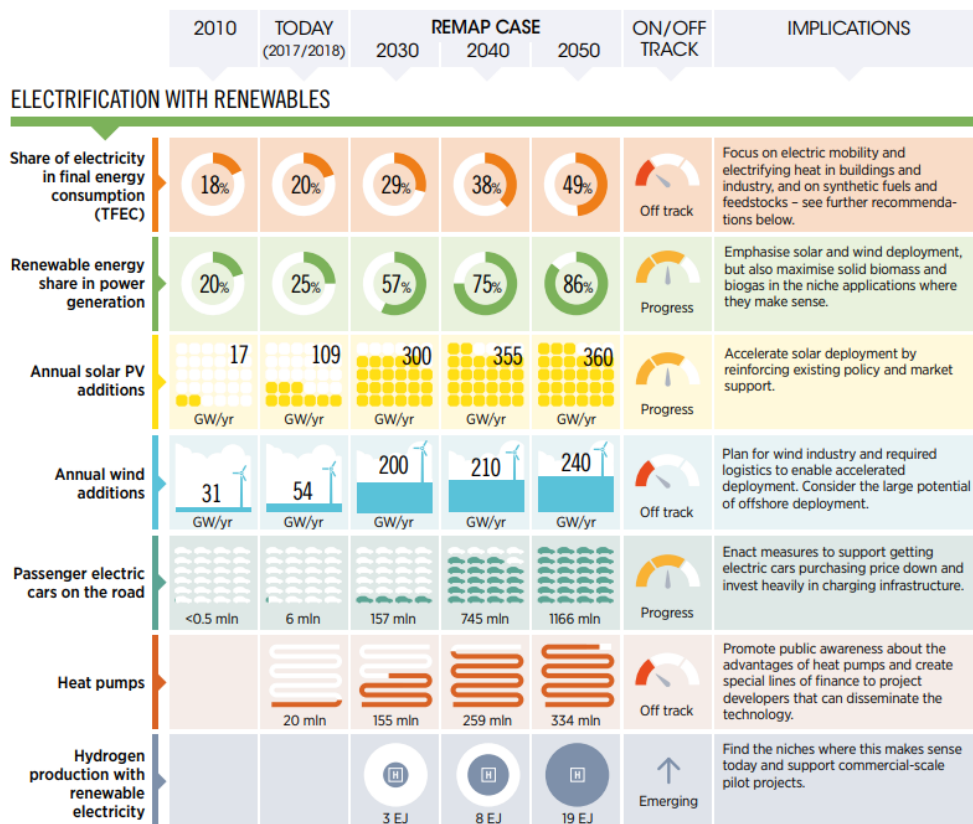 2010
TODAY
(2017/2018)
REMAP CASE
2030
2040
2050
ON/OFF
TRACK
IMPLICATIONS
ELECTRIFICATION WITH RENEWABLES
Share of electricity
in final energy
consumption
(TFEC)
18%
20%
29%
38%
49%
Off track
Focus on electric mobility and
electrifying heat in buildings and
industry, and on synthetic fuels and
feedstocks – see further recommenda-
tions below.
Renewable energy
share in power
generation
20%
25%
57%
75%
86%
Progress
Emphasise solar and wind deployment,
but also maximise solid biomass and
biogas in the niche applications where
they make sense.
Annual solar PV
additions
17
GW/yr
109
GW/yr
300
GW/yr
355
GW/yr
360
GW/yr
Progress
Accelerate solar deployment by
reinforcing existing policy and market
support.
Annual wind
additions
31
GW/yr
54
GW/yr
200
GW/yr
210
GW/yr
240
GW/yr
Off track
Plan for wind industry and required
logistics to enable accelerated
deployment. Consider the large potential
of offshore deployment.
Passenger electric
cars on the road
<0.5 mln
6 mln
157 mln
745 mln
1166 mln
Progress
Enact measures to support getting
electric cars purchasing price down and
invest heavily in charging infrastructure.
Heat pumps
20 mln
155 mln
259 mln
334 mln
Off track
Promote public awareness about the
advantages of heat pumps and create
special lines of finance to project
developers that can disseminate the
technology.
Hydrogen
production with
renewable
electricity
H
3 EJ
H
8 EJ
H
19 EJ
Emerging
Find the niches where this makes sense
today and support commercial-scale
pilot projects.